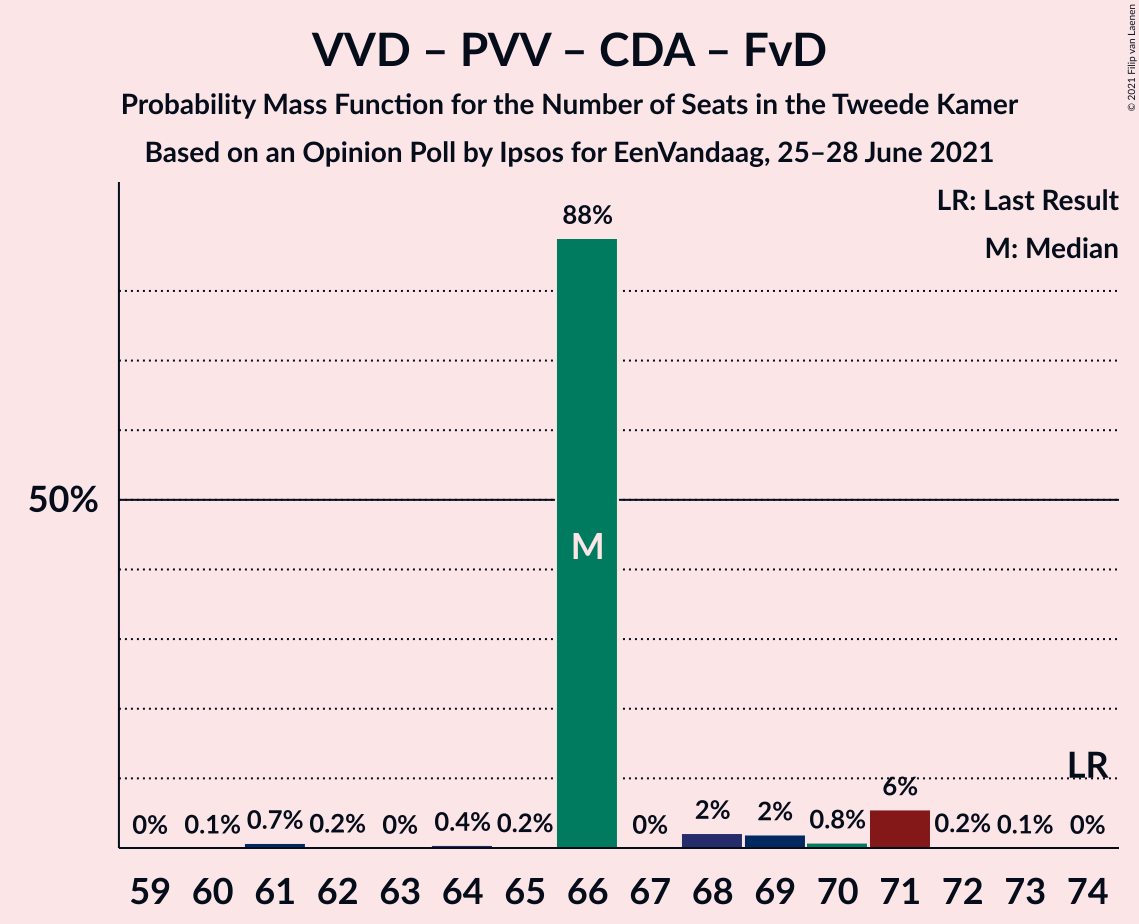 VVD – PVV – CDA – FvD
Probability Mass Function for the Number of Seats in the Tweede Kamer
Based on an Opinion Poll by Ipsos for EenVandaag, 25–28 June 2021
© 2021 Filip van Laenen
LR: Last Result
M: Median
50%
88%
M
LR
0% 0.1% 0.7% 0.2% 0% 0.4% 0.2% 0% 2% 2% 0.8% 6% 0.2% 0.1% 0%
59 60 61 62 63 64 65 66 67 68 69 70 71 72 73 74